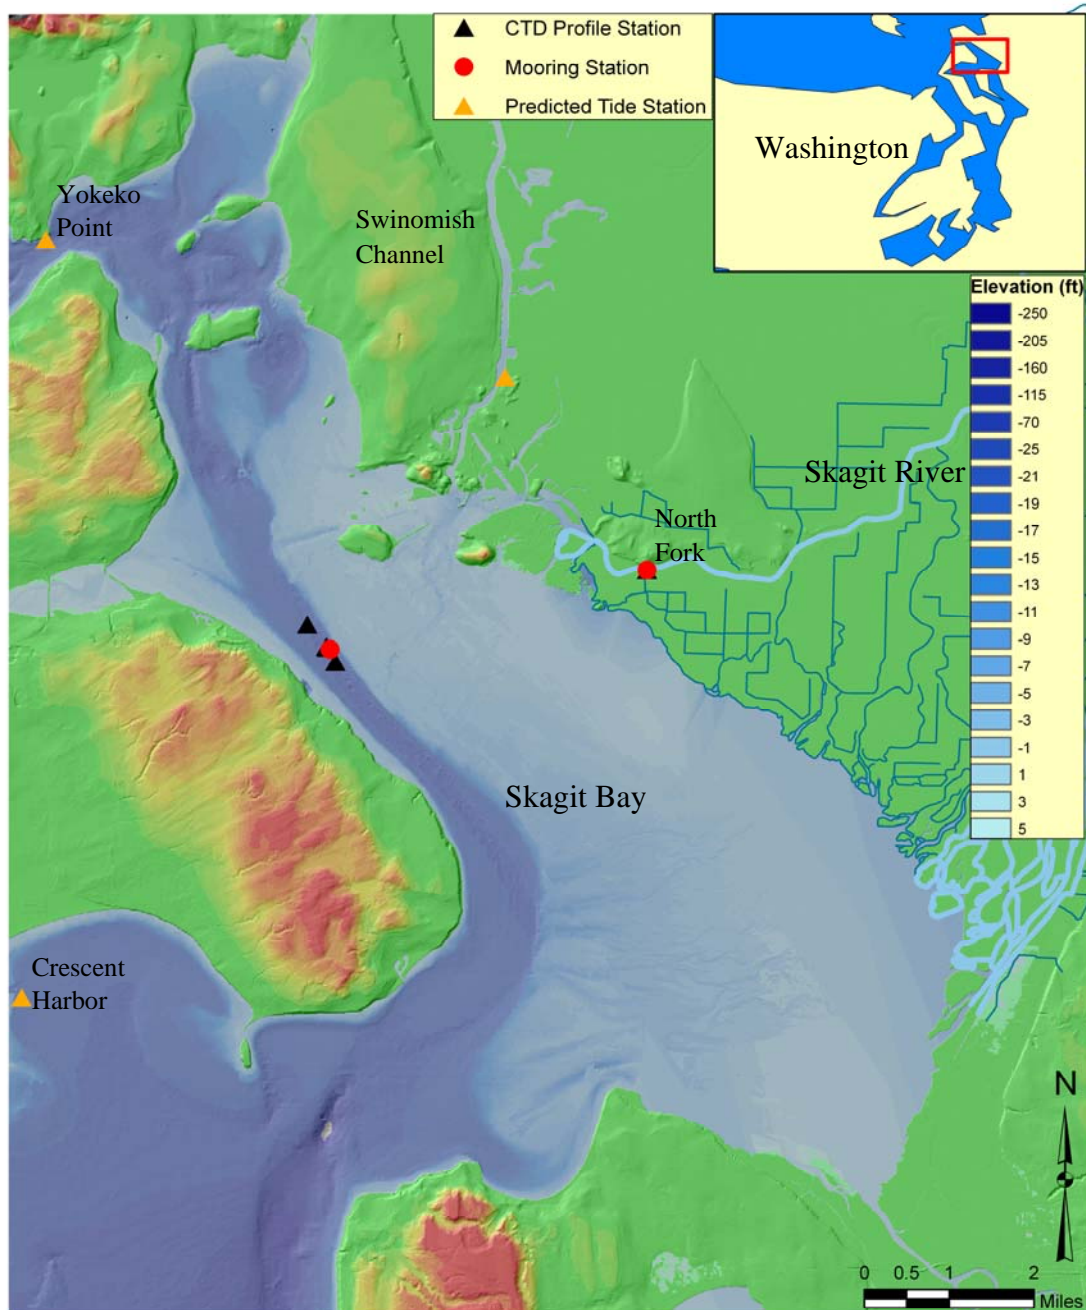 CTD Profile Station
Mooring Station
Predicted Tide Station
Washington
Yokeko
Point
Swinomish
Channel
Elevation (ft)
-250
-205
-160
-115
-70
-25
-21
-19
-17
-15
-13
-11
-9
-7
-5
-3
-1
1
3
5
Skagit River
North
Fork
Skagit Bay
Crescent
Harbor
N
0 0.5 1 2
Miles